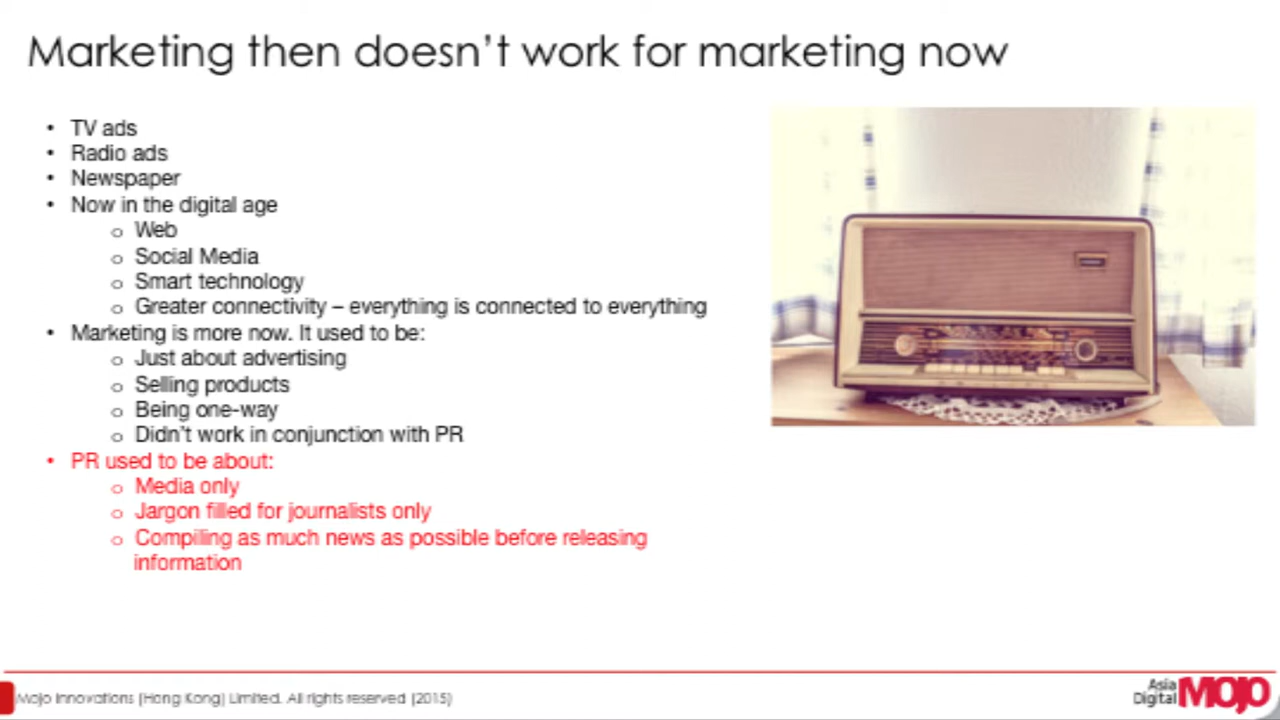 Marketing then doesn't work for marketing now
• TV ads
• Radio ads
• Newspaper
• Now in the digital age
o Web
o Social Media
o Smart technology
o Greater connectivity – everything is connected to everything
• Marketing is more now. It used to be:
o Just about advertising
o Selling products
o Being one-way
o Didn't work in conjunction with PR
• PR used to be about:
o Media only
o Jargon filled for journalists only
o Compiling as much news as possible before releasing
information
Mojo Innovations (Hong Kong) Limited. All rights reserved (2015)
Asia
Digital MOJO